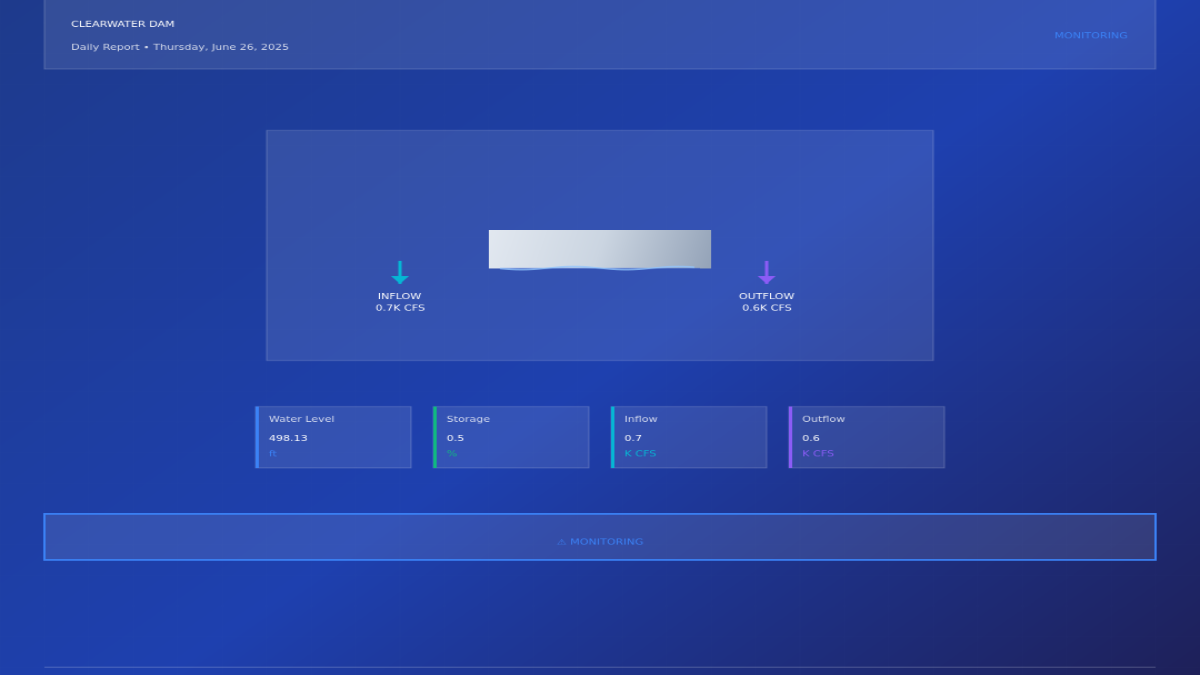 CLEARWATER DAM
Daily Report • Thursday, June 26, 2025
MONITORING
INFLOW
0.7K CFS
OUTFLOW
0.6K CFS
Water Level
498.13
ft
Storage
0.5
%
Inflow
0.7
K CFS
Outflow
0.6
K CFS
⚠ MONITORING